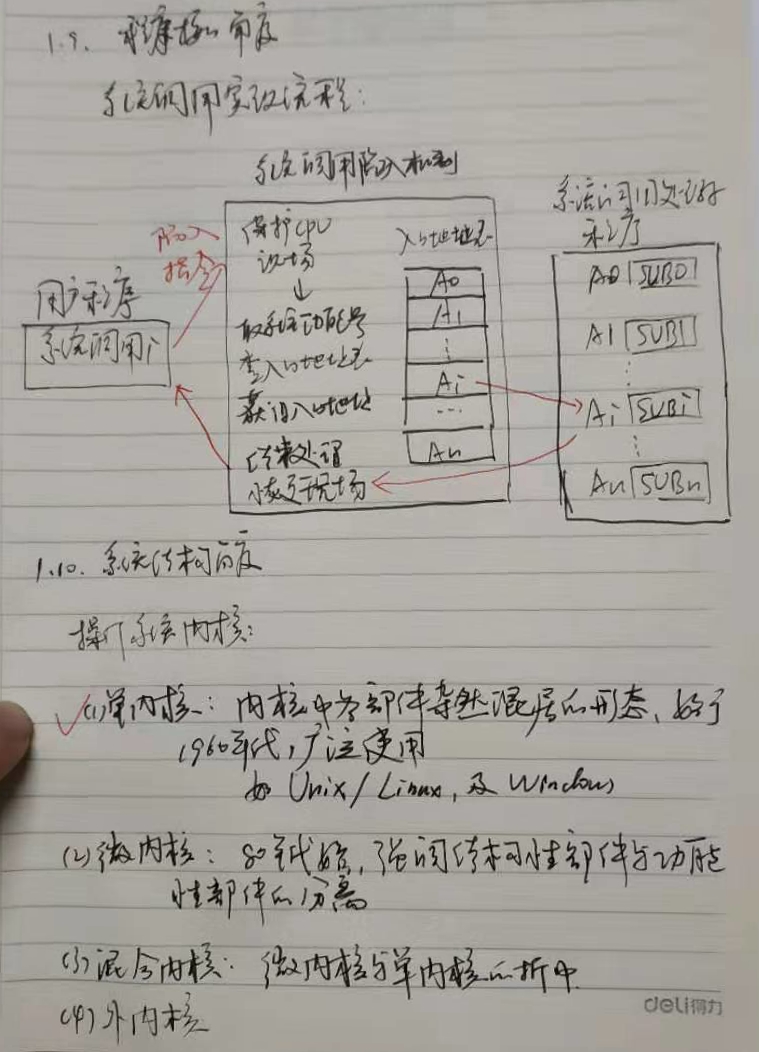 1.9. 程序接口角度
系统调用实现流程:
系统调用陷入机制
系统调用处理
程序
陷入
指令
保护CPU
现场
↓
取系统功能号
查入口地址表
获得入口地址
结束处理
恢复现场
入口地址表
A0
A1
⋮
Ai
...
An
用户程序
系统调用i
A0 SUB0
A1 SUB1
⋮
Ai SUBi
⋮
An SUBn
1.10. 系统结构角度
操作系统内核:
(1)单内核: 内核中各部件杂然混居的形态, 始于
1960年代, 广泛使用
如 Unix/Linux, 及 Windows
(2)微内核: 80年代始, 强调结构性部件与功能
性部件的分离
(3)混合内核: 微内核与单内核的折中
(4)外内核
deli得力